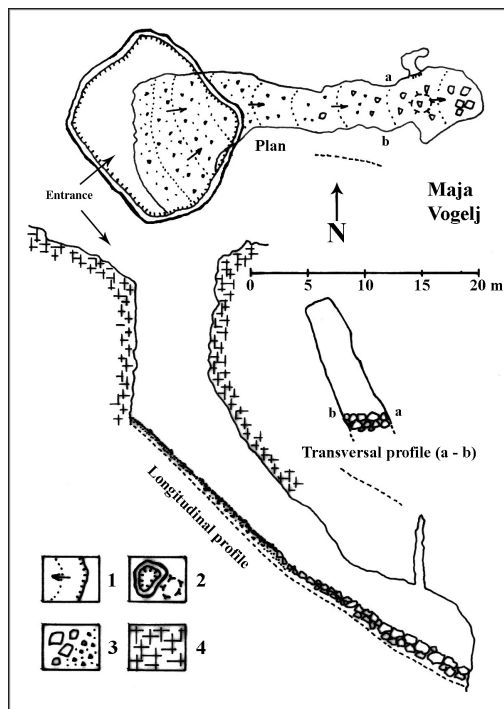 a
b
Plan
Entrance
Maja
Vogelj
N
0 5 10 15 20 m
b a
Transversal profile (a - b)
Longitudinal profile
1 2
3 4